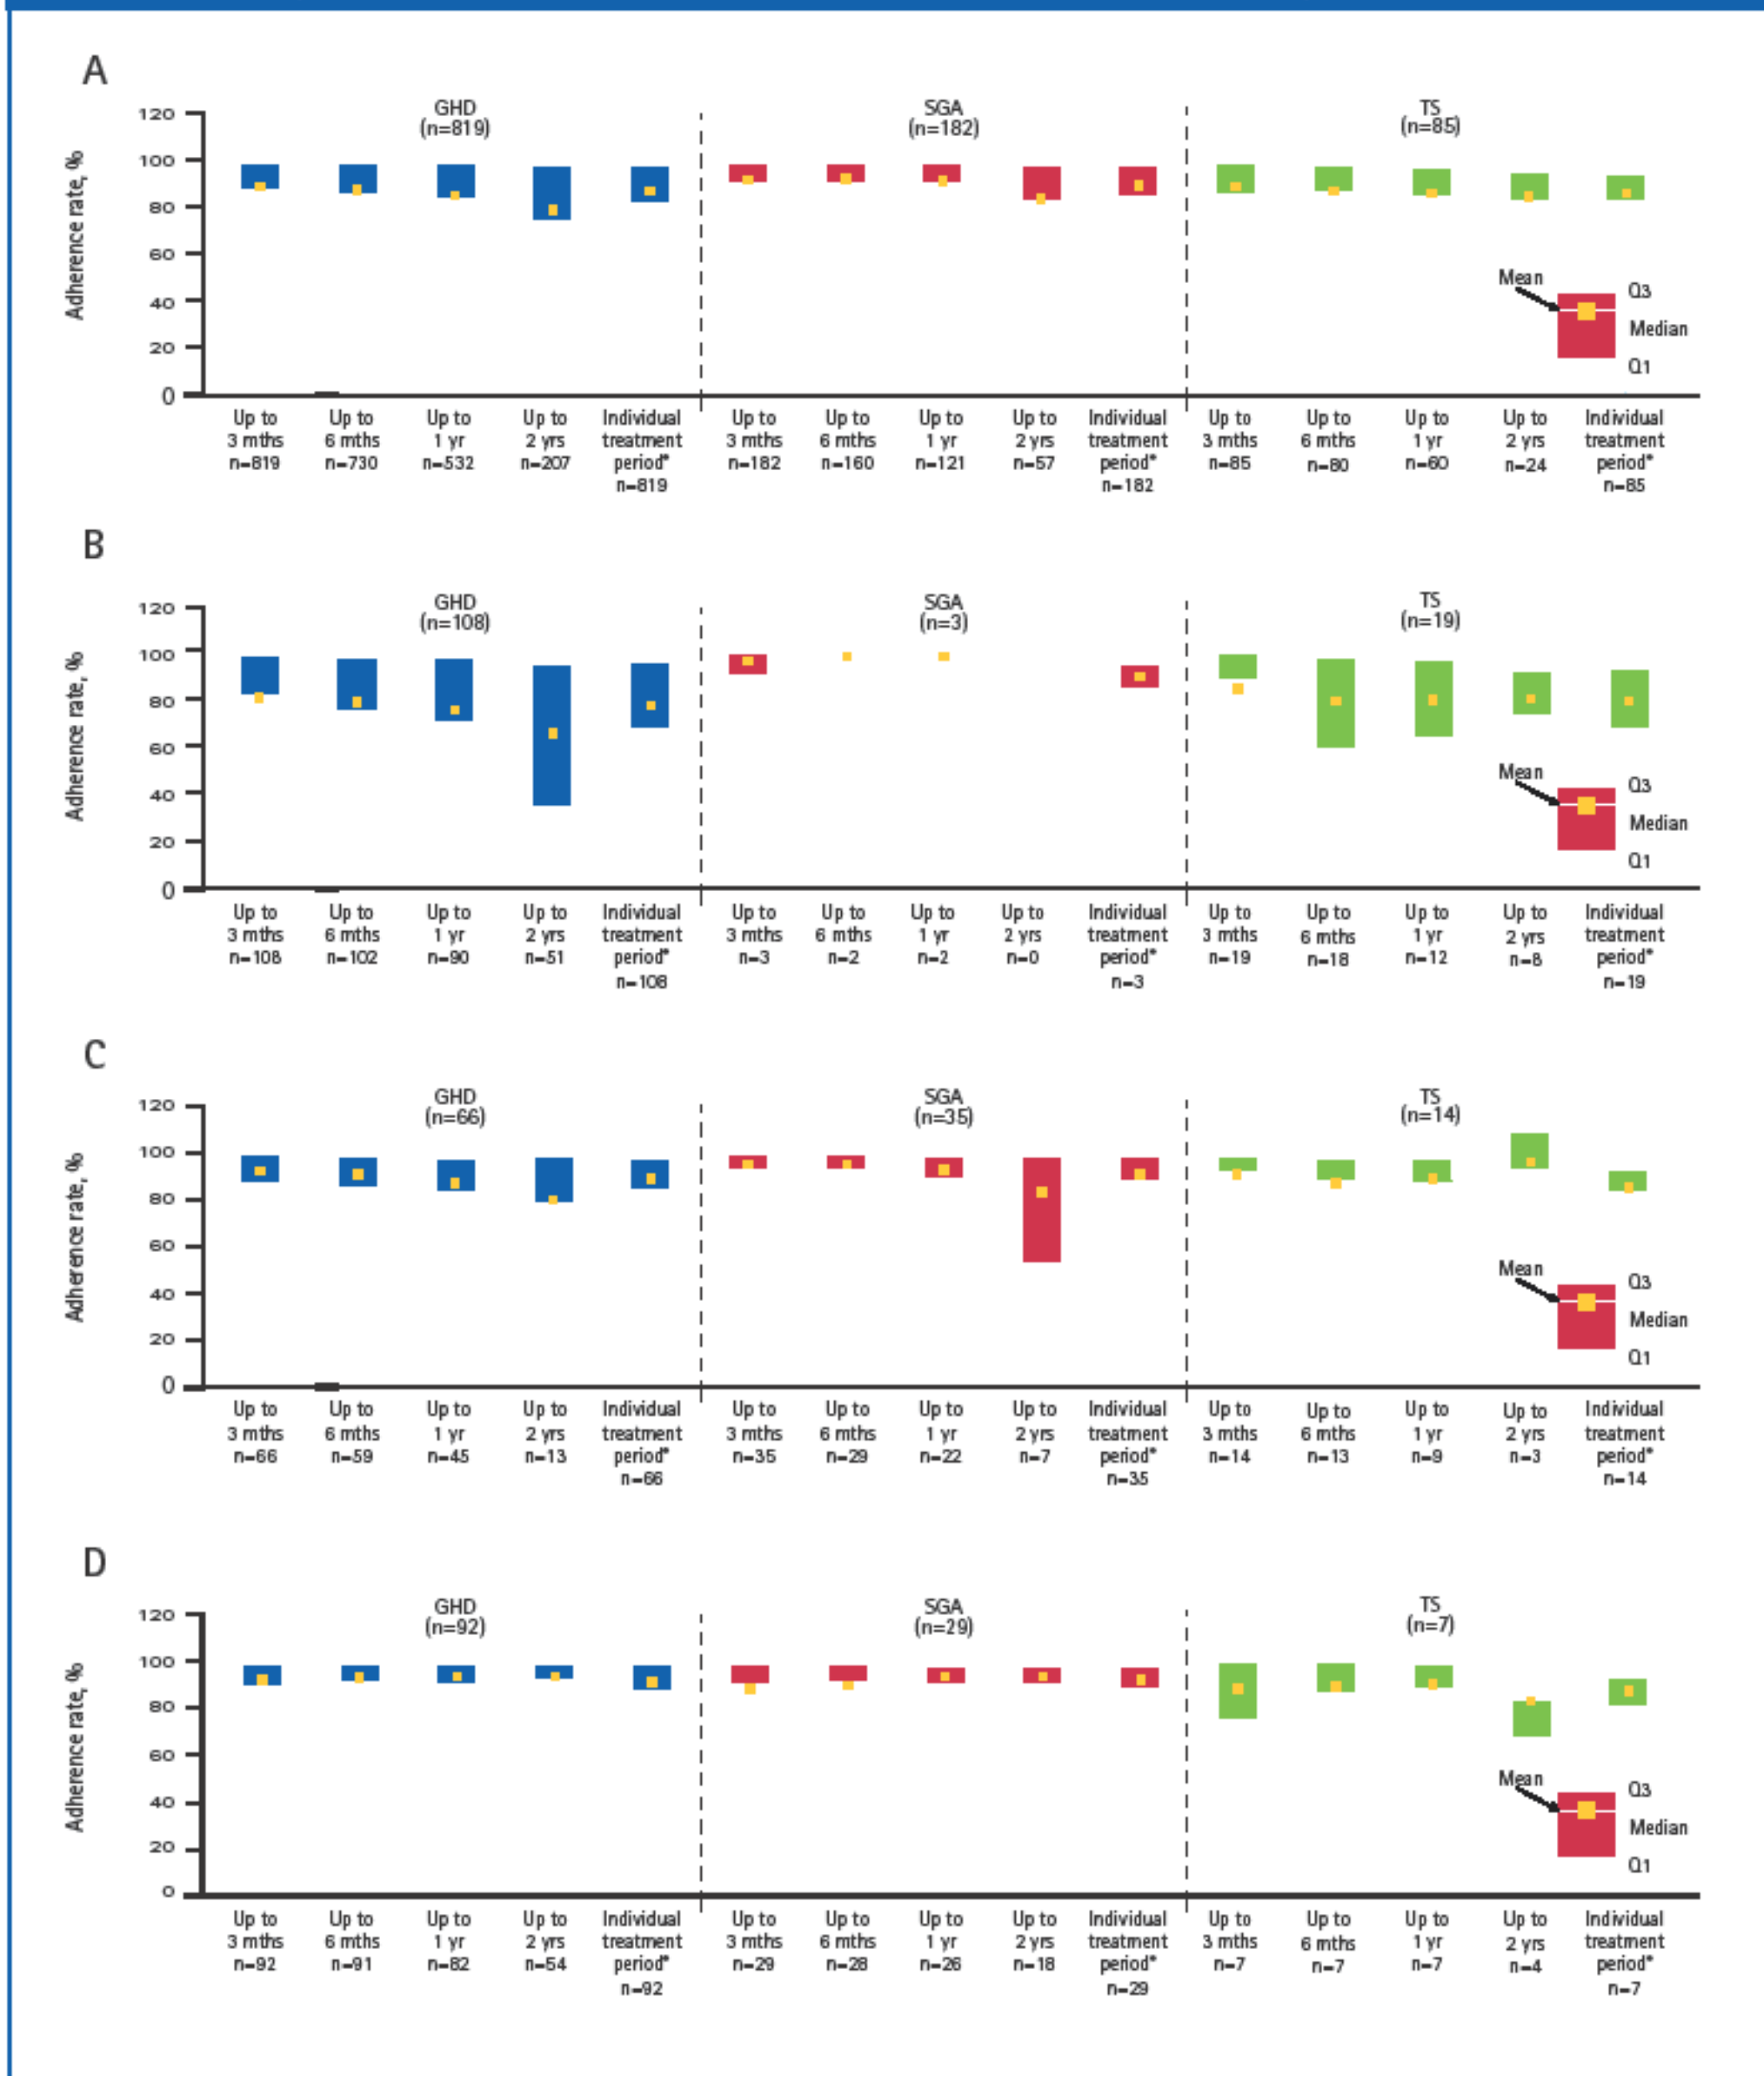 A
GHD
(n=819)
SGA
(n=182)
TS
(n=85)
Adherence rate, %
120
100
80
60
40
20
0
Mean
Q3
Median
Q1
Up to
3 mths
n=819
Up to
6 mths
n=730
Up to
1 yr
n=532
Up to
2 yrs
n=207
Individual
treatment
period*
n=819
Up to
3 mths
n=182
Up to
6 mths
n=160
Up to
1 yr
n=121
Up to
2 yrs
n=57
Individual
treatment
period*
n=182
Up to
3 mths
n=85
Up to
6 mths
n=80
Up to
1 yr
n=60
Up to
2 yrs
n=24
Individual
treatment
period*
n=85
B
GHD
(n=108)
SGA
(n=3)
TS
(n=19)
Adherence rate, %
120
100
80
60
40
20
0
Mean
Q3
Median
Q1
Up to
3 mths
n=108
Up to
6 mths
n=102
Up to
1 yr
n=90
Up to
2 yrs
n=51
Individual
treatment
period*
n=108
Up to
3 mths
n=3
Up to
6 mths
n=2
Up to
1 yr
n=2
Up to
2 yrs
n=0
Individual
treatment
period*
n=3
Up to
3 mths
n=19
Up to
6 mths
n=18
Up to
1 yr
n=12
Up to
2 yrs
n=8
Individual
treatment
period*
n=19
C
GHD
(n=66)
SGA
(n=35)
TS
(n=14)
Adherence rate, %
120
100
80
60
40
20
0
Mean
Q3
Median
Q1
Up to
3 mths
n=66
Up to
6 mths
n=59
Up to
1 yr
n=45
Up to
2 yrs
n=13
Individual
treatment
period*
n=66
Up to
3 mths
n=35
Up to
6 mths
n=29
Up to
1 yr
n=22
Up to
2 yrs
n=7
Individual
treatment
period*
n=35
Up to
3 mths
n=14
Up to
6 mths
n=13
Up to
1 yr
n=9
Up to
2 yrs
n=3
Individual
treatment
period*
n=14
D
GHD
(n=92)
SGA
(n=29)
TS
(n=7)
Adherence rate, %
120
100
80
60
40
20
0
Mean
Q3
Median
Q1
Up to
3 mths
n=92
Up to
6 mths
n=91
Up to
1 yr
n=82
Up to
2 yrs
n=54
Individual
treatment
period*
n=92
Up to
3 mths
n=29
Up to
6 mths
n=28
Up to
1 yr
n=26
Up to
2 yrs
n=18
Individual
treatment
period*
n=29
Up to
3 mths
n=7
Up to
6 mths
n=7
Up to
1 yr
n=7
Up to
2 yrs
n=4
Individual
treatment
period*
n=7